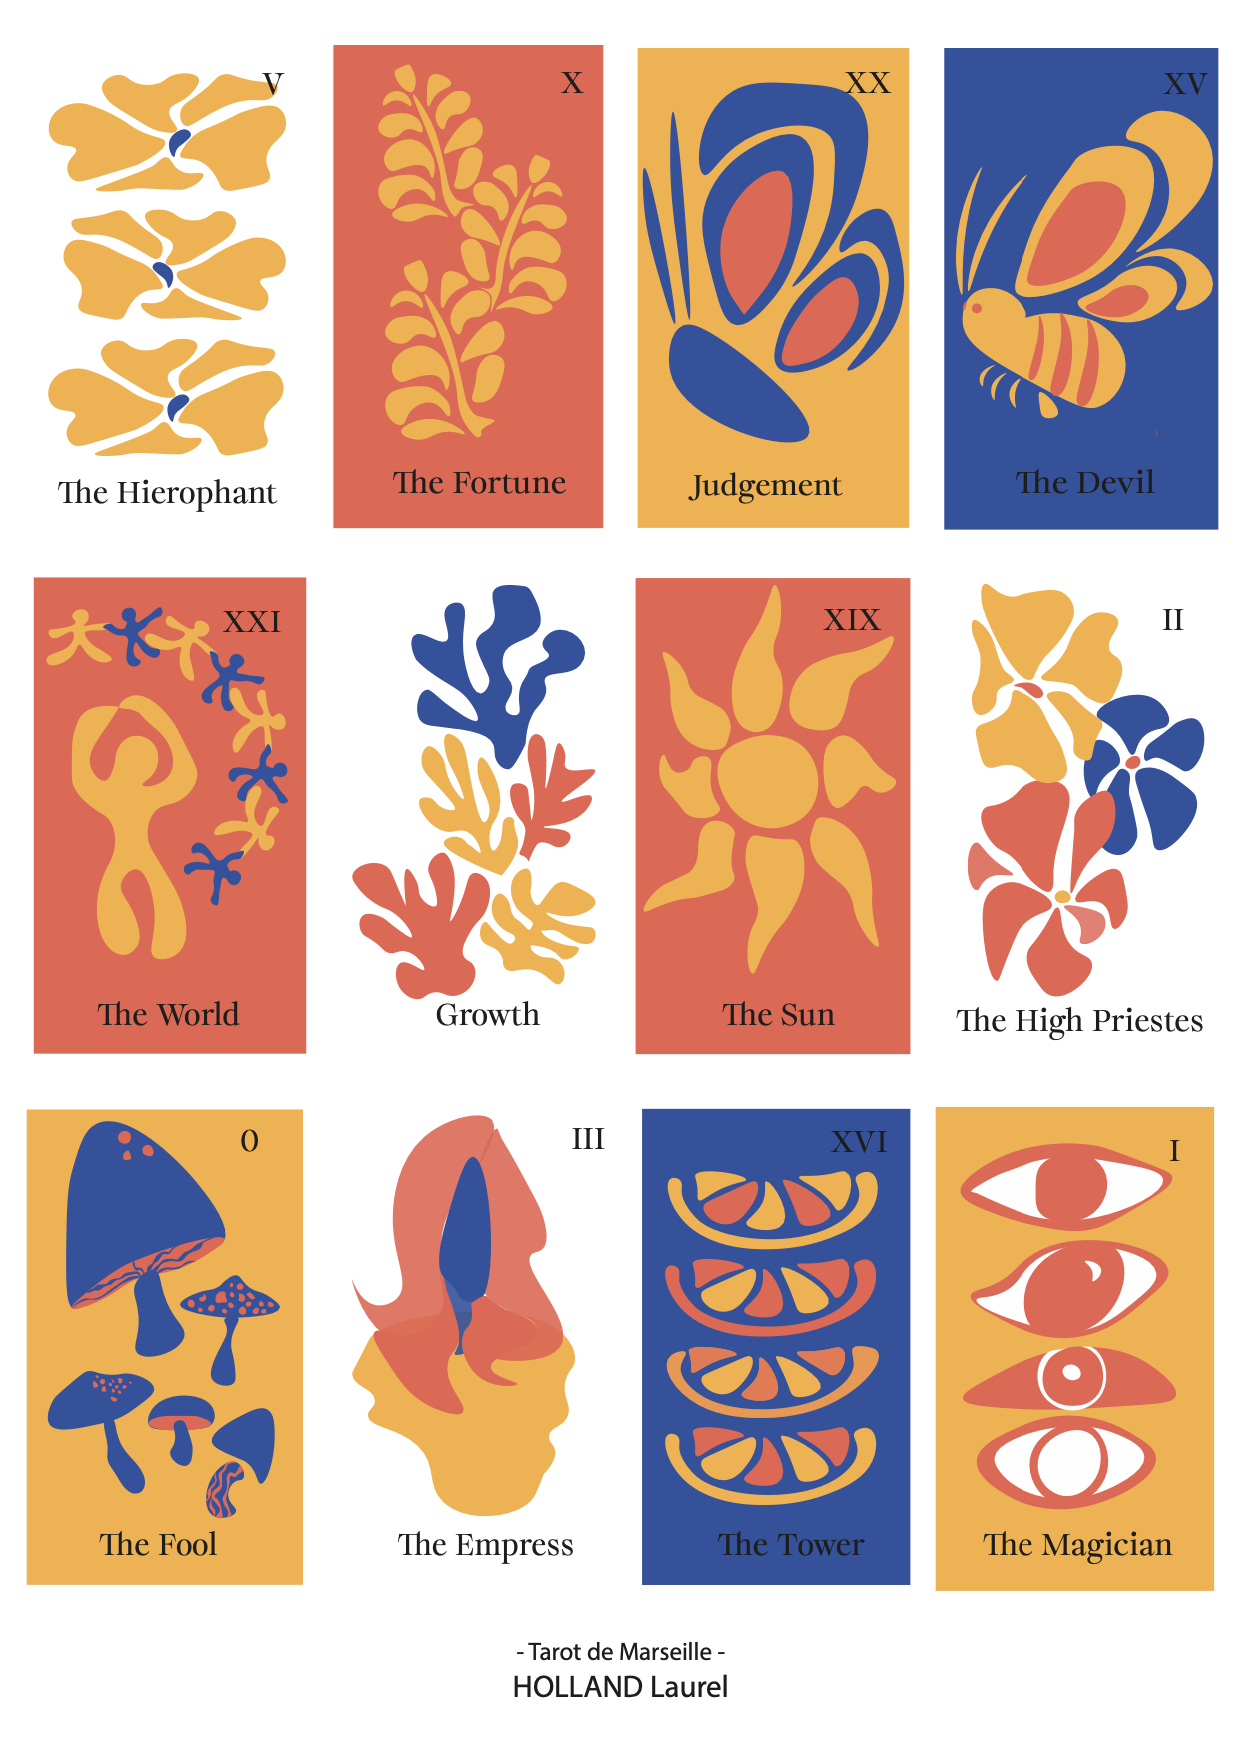 V
The Hierophant
X
The Fortune
XX
Judgement
XV
The Devil
XXI
The World
Growth
XIX
The Sun
II
The High Priestes
0
The Fool
III
The Empress
XVI
The Tower
I
The Magician
- Tarot de Marseille -
HOLLAND Laurel